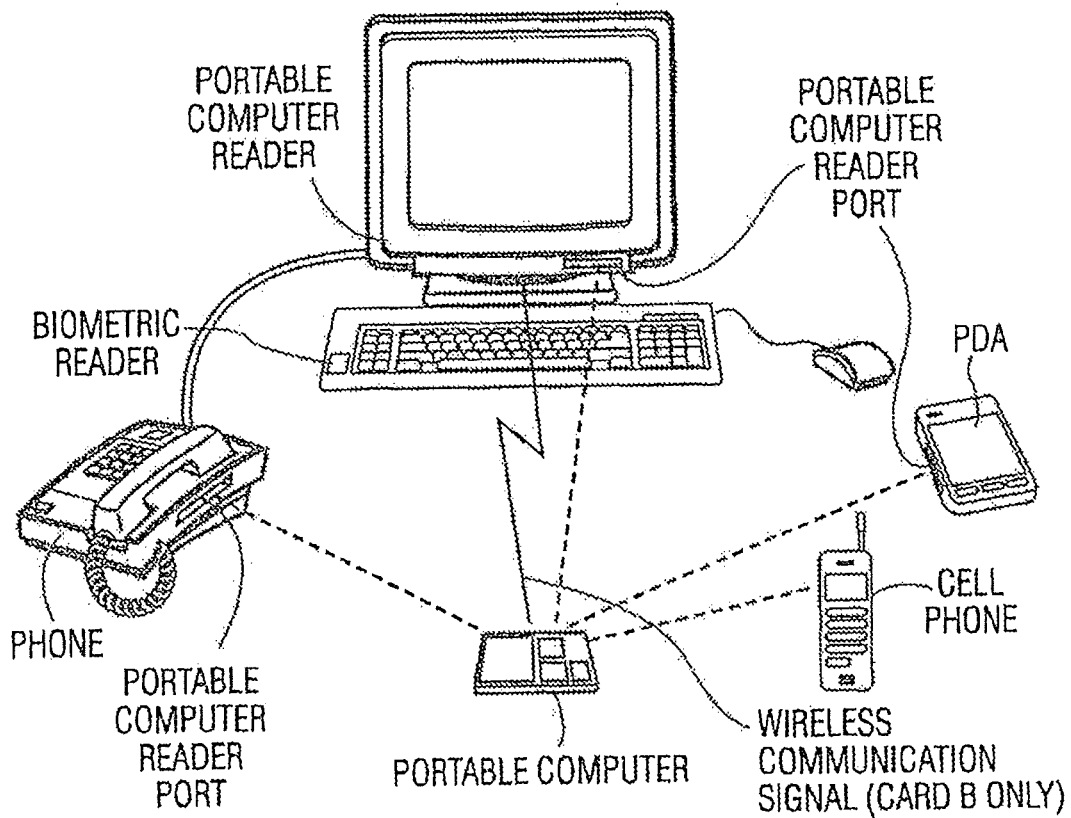 PORTABLE
COMPUTER
READER
PORTABLE
COMPUTER
READER
PORT
BIOMETRIC
READER
PDA
CELL
PHONE
PHONE
PORTABLE
COMPUTER
READER
PORT
PORTABLE COMPUTER
WIRELESS
COMMUNICATION
SIGNAL (CARD B ONLY)